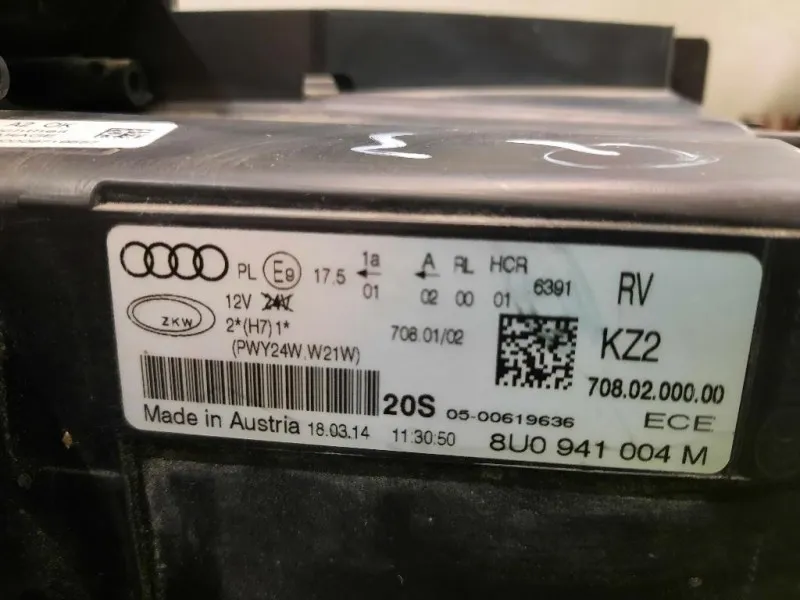 A2 OK
PL E9 17.5 1a A RL HCR
01 02 00 01 6391 RV
12V 24V
ZKW
2*(H7)1* 708.01/02 KZ2
(PWY24W,W21W) 708.02.000.00
20S 05-00619636 ECE
Made in Austria 18.03.14 11:30:50 8U0 941 004 M